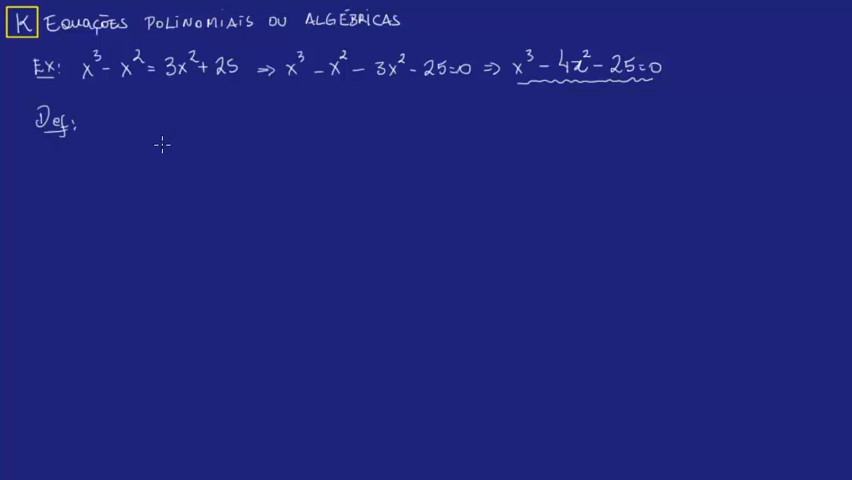 K Equações POLINOMIAIS OU ALGÉBRICAS
Ex: x³ - x² = 3x² + 25 ⇒ x³ - x² - 3x² - 25=0 ⇒ x³ - 4x² - 25=0
Def: